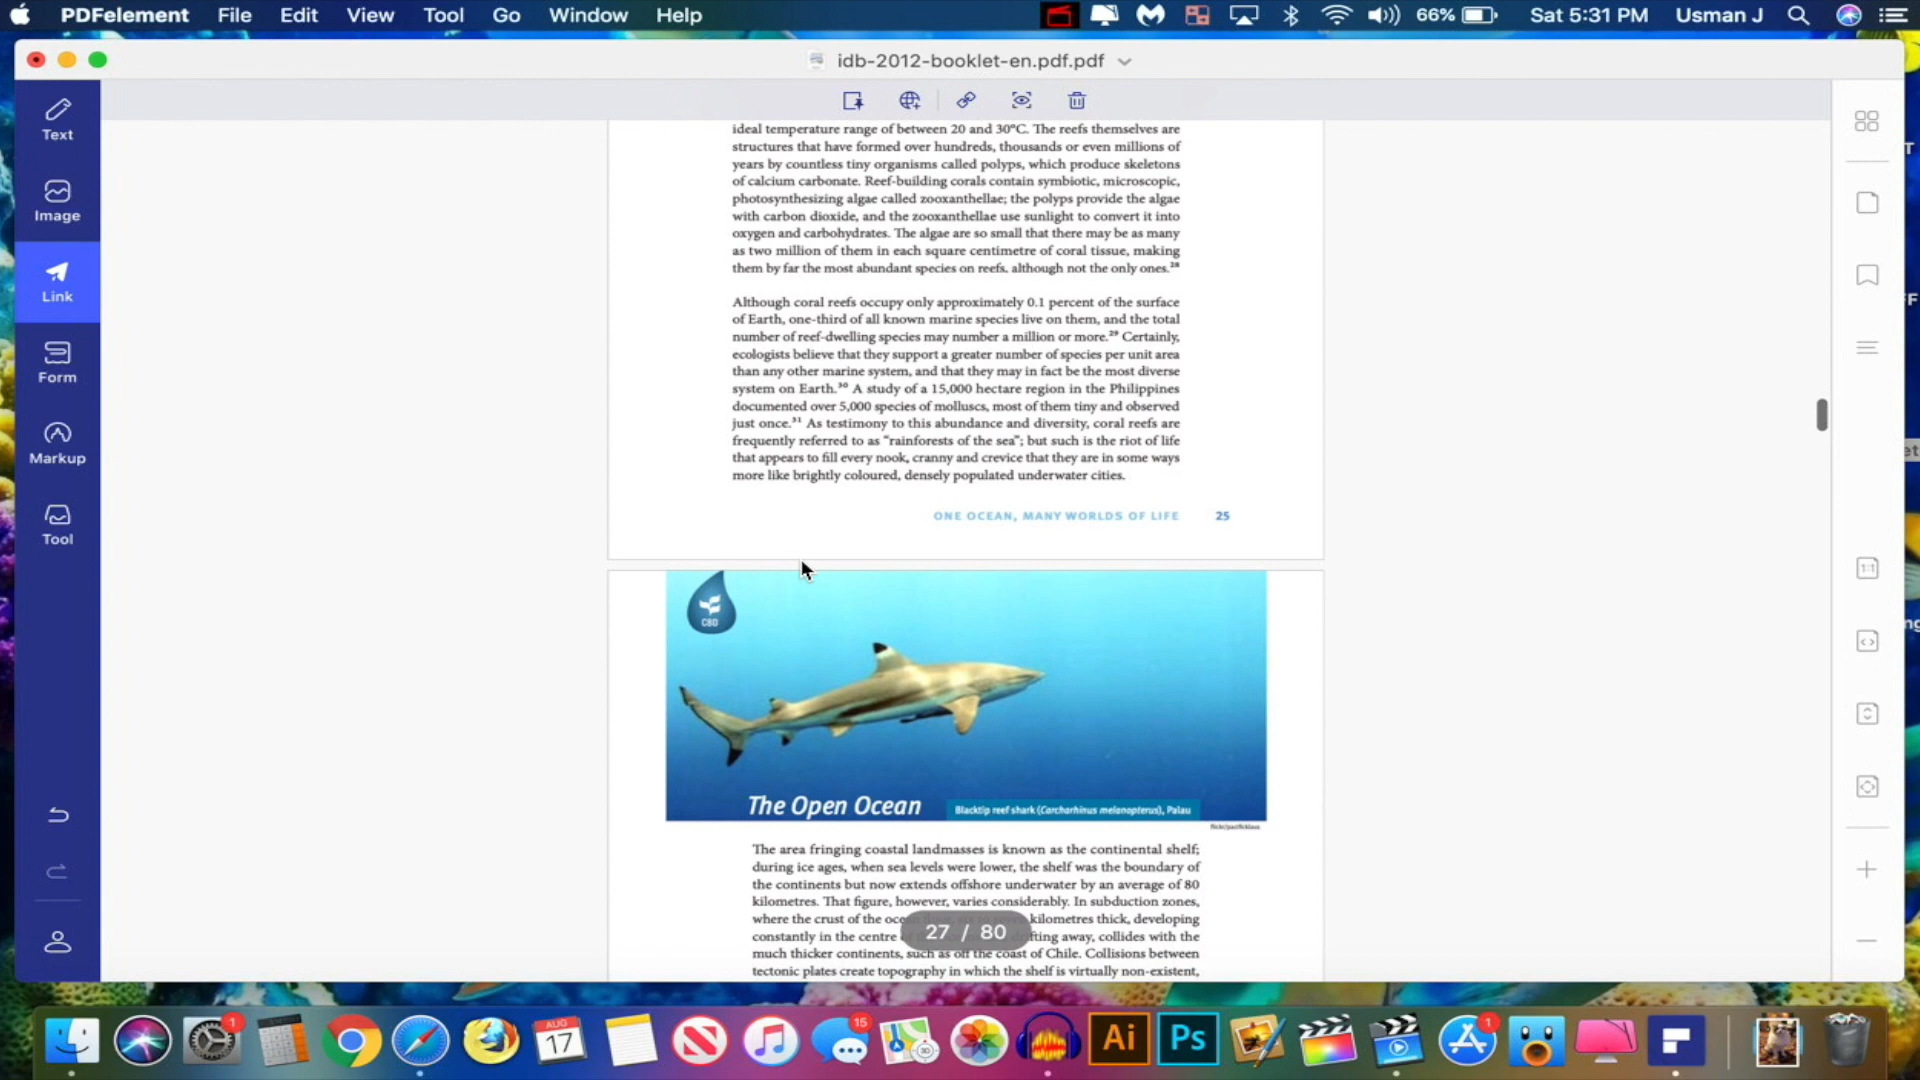 PDFelement File Edit View Tool Go Window Help
66% Sat 5:31 PM Usman J
idb-2012-booklet-en.pdf.pdf
Text
Image
Link
Form
Markup
Tool
ideal temperature range of between 20 and 30°C. The reefs themselves are
structures that have formed over hundreds, thousands or even millions of
years by countless tiny organisms called polyps, which produce skeletons
of calcium carbonate. Reef-building corals contain symbiotic, microscopic,
photosynthesizing algae called zooxanthellae; the polyps provide the algae
with carbon dioxide, and the zooxanthellae use sunlight to convert it into
oxygen and carbohydrates. The algae are so small that there may be as many
as two million of them in each square centimetre of coral tissue, making
them by far the most abundant species on reefs, although not the only ones.28
Although coral reefs occupy only approximately 0.1 percent of the surface
of Earth, one-third of all known marine species live on them, and the total
number of reef-dwelling species may number a million or more.29 Certainly,
ecologists believe that they support a greater number of species per unit area
than any other marine system, and that they may in fact be the most diverse
system on Earth.30 A study of a 15,000 hectare region in the Philippines
documented over 5,000 species of molluscs, most of them tiny and observed
just once.31 As testimony to this abundance and diversity, coral reefs are
frequently referred to as “rainforests of the sea”; but such is the riot of life
that appears to fill every nook, cranny and crevice that they are in some ways
more like brightly coloured, densely populated underwater cities.
ONE OCEAN, MANY WORLDS OF LIFE 25
CBD
The Open Ocean Blacktip reef shark (Carcharhinus melanopterus), Palau
flickr/pacificklaus
The area fringing coastal landmasses is known as the continental shelf;
during ice ages, when sea levels were lower, the shelf was the boundary of
the continents but now extends offshore underwater by an average of 80
kilometres. That figure, however, varies considerably. In subduction zones,
where the crust of the ocean kilometres thick, developing
constantly in the centre drifting away, collides with the
much thicker continents, such as off the coast of Chile. Collisions between
tectonic plates create topography in which the shelf is virtually non-existent,
27 / 80
1:1
1
AUG
17
15
3D
Ai
Ps
1